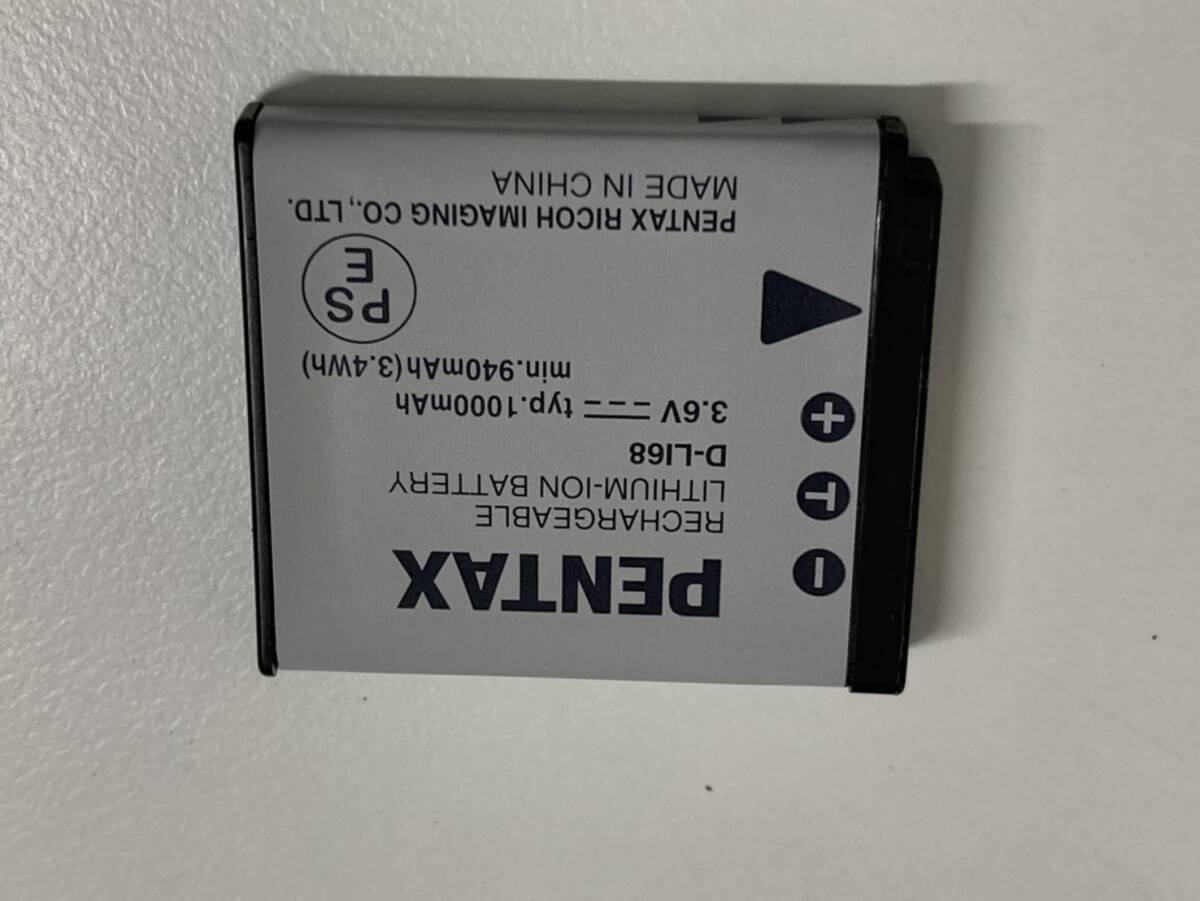 PENTAX
RECHARGEABLE
LITHIUM-ION BATTERY
D-LI68
3.6V typ.1000mAh
min.940mAh(3.4Wh)
PS
E
PENTAX RICOH IMAGING CO., LTD.
MADE IN CHINA
- T +